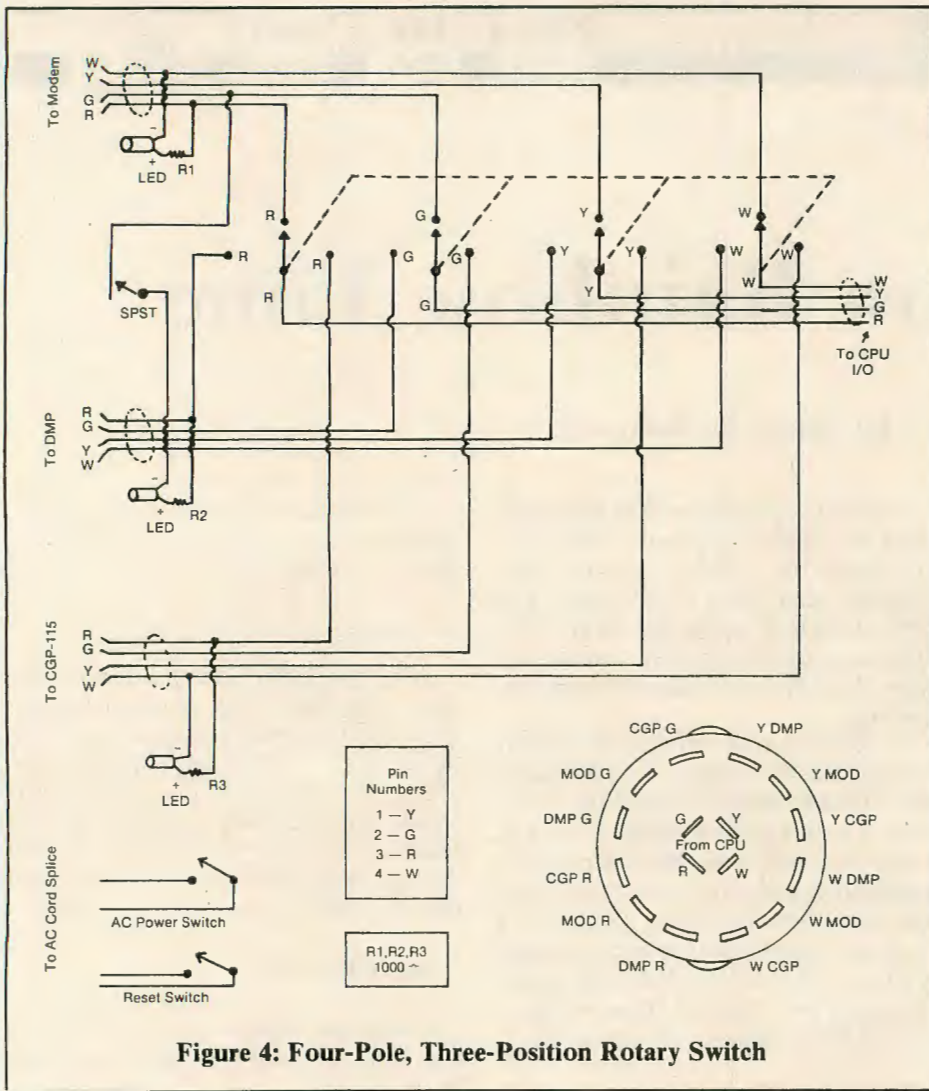 To Modem
W
Y
G
R
-
+
LED
R1
SPST
R
R
R
G
G
G
Y
Y
Y
W
W
W
R
G
Y
W
W
Y
G
R
To CPU
I/O
To DMP
R
G
Y
W
-
+
LED
R2
To CGP-115
R
G
Y
W
-
+
LED
R3
Pin
Numbers
1 — Y
2 — G
3 — R
4 — W
R1,R2,R3
1000 ~
To AC Cord Splice
AC Power Switch
Reset Switch
CGP G
Y DMP
MOD G
Y MOD
DMP G
Y CGP
G
Y
From CPU
R
W
CGP R
W DMP
MOD R
W MOD
DMP R
W CGP
Figure 4: Four-Pole, Three-Position Rotary Switch